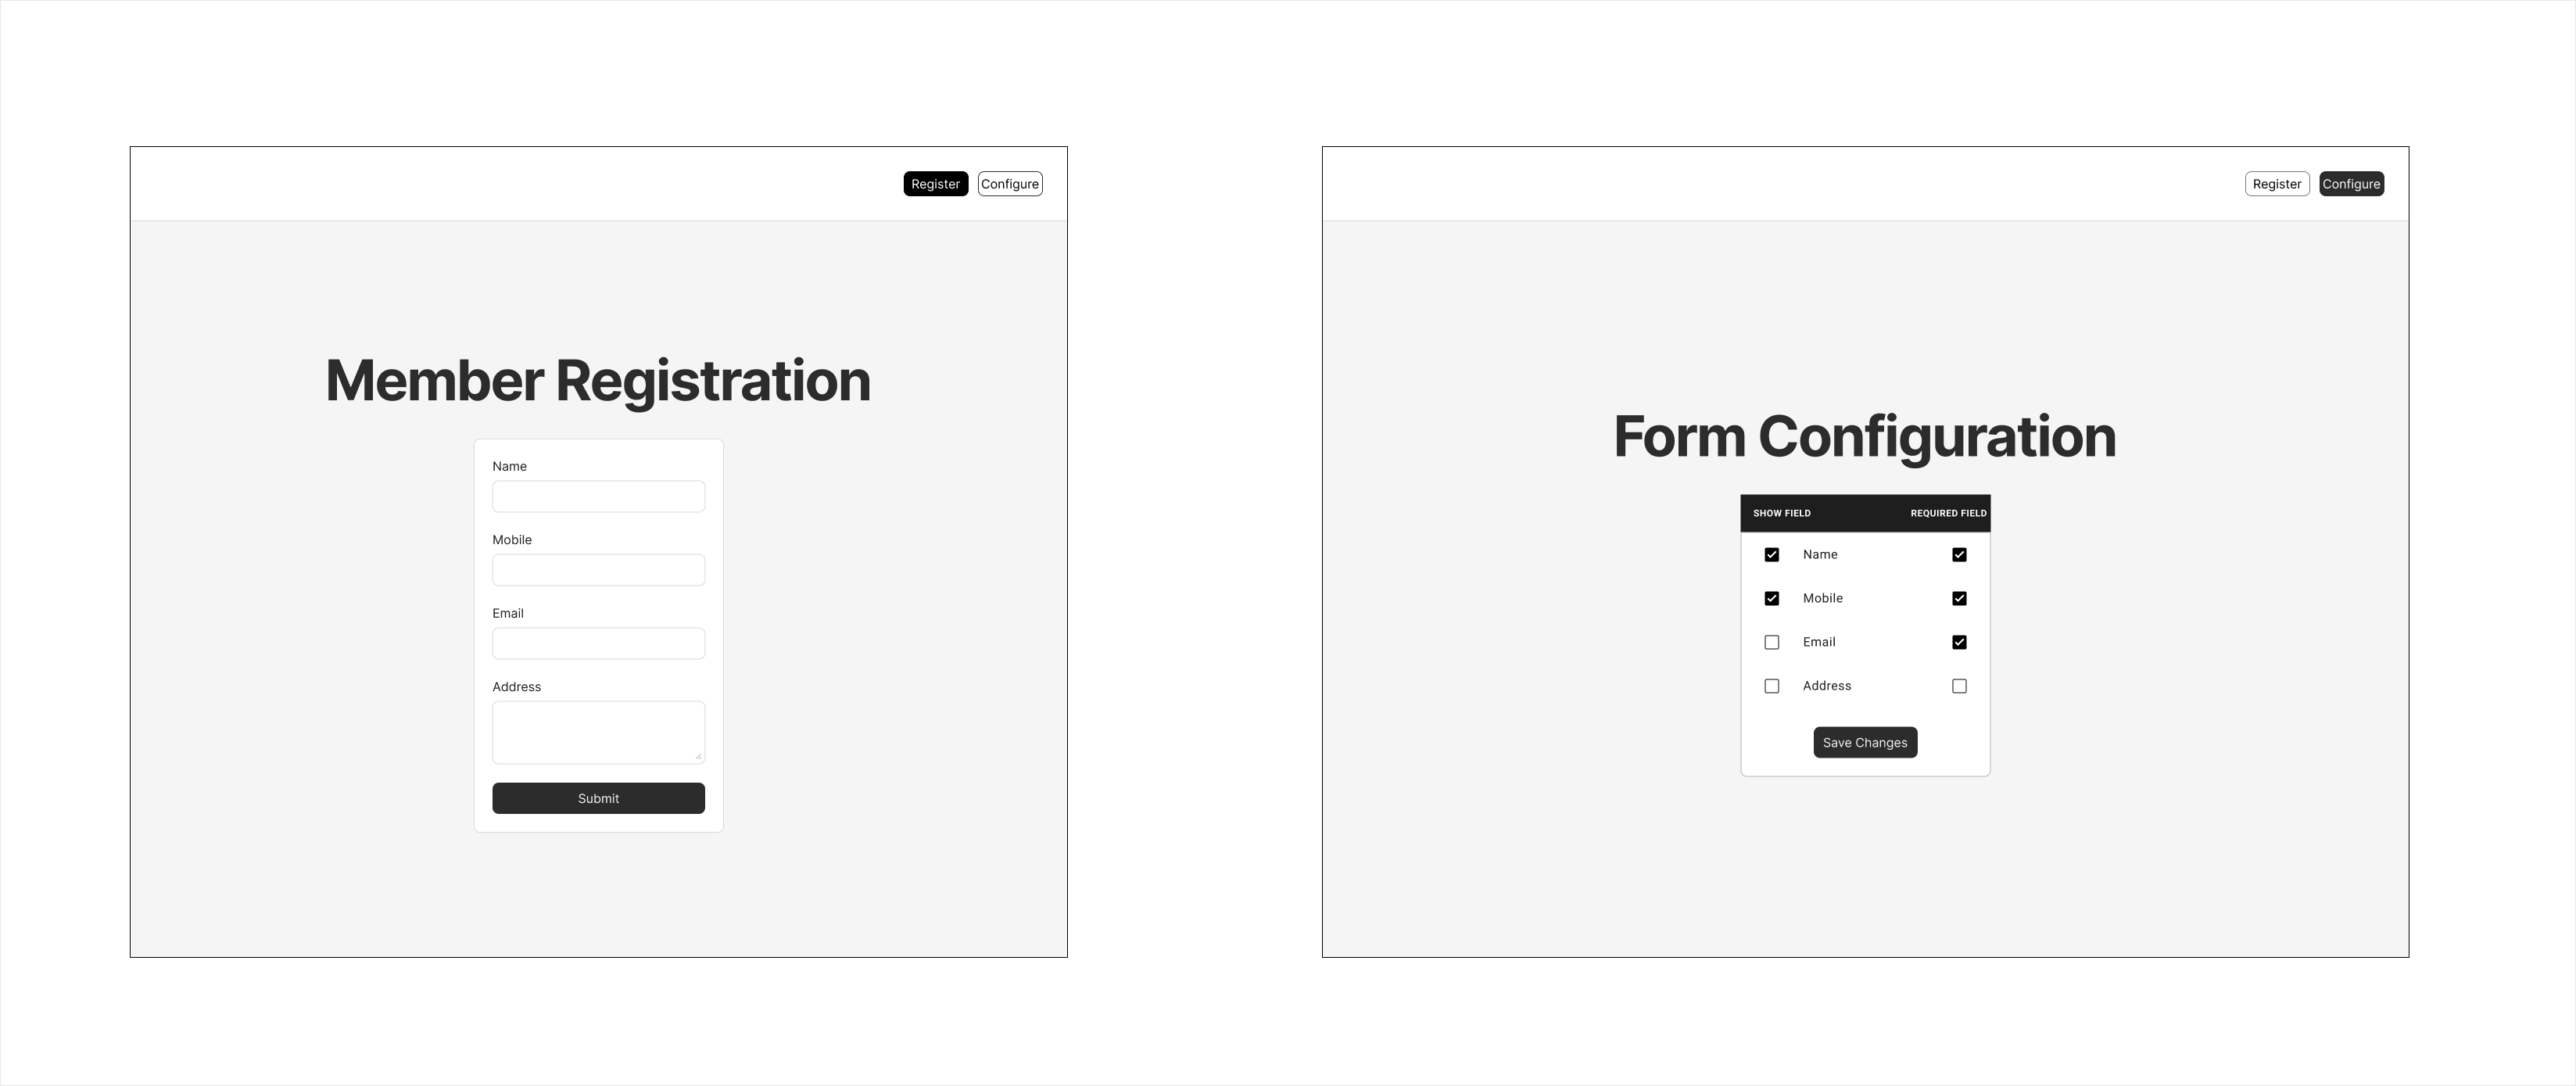 Register Configure
Member Registration
Name
Mobile
Email
Address
Submit
Register Configure
Form Configuration
SHOW FIELD REQUIRED FIELD
Name
Mobile
Email
Address
Save Changes